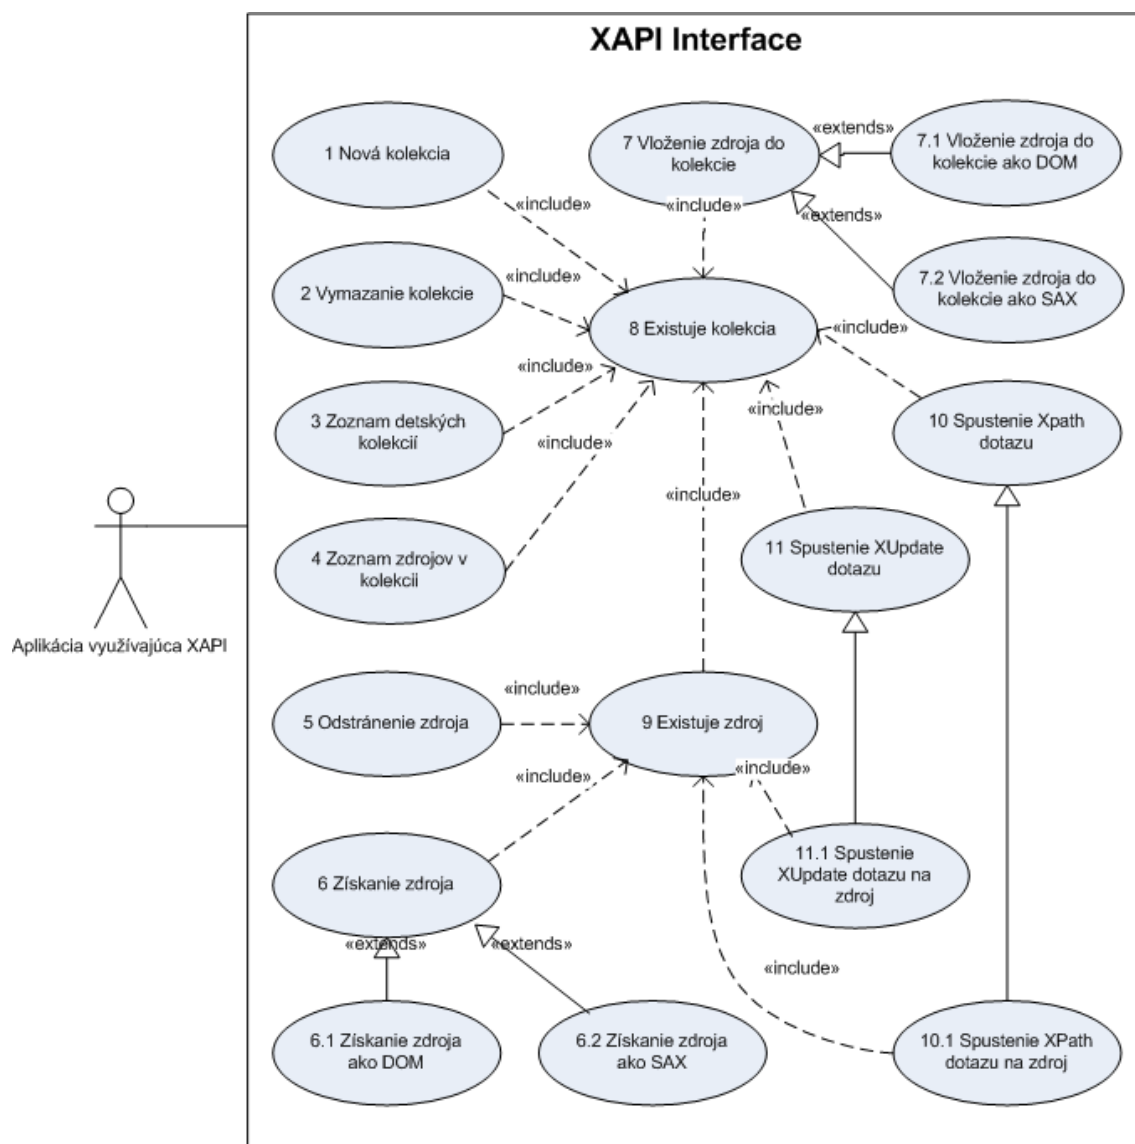 XAPI Interface
1 Nová kolekcia
7 Vloženie zdroja do
kolekcie
«extends»
7.1 Vloženie zdroja do
kolekcie ako DOM
«include»
«include»
«extends»
2 Vymazanie kolekcie
«include»
7.2 Vloženie zdroja do
kolekcie ako SAX
8 Existuje kolekcia
«include»
«include»
3 Zoznam detských
kolekcií
«include»
«include»
10 Spustenie Xpath
dotazu
«include»
4 Zoznam zdrojov v
kolekcii
11 Spustenie XUpdate
dotazu
Aplikácia využívajúca XAPI
5 Odstránenie zdroja
«include»
9 Existuje zdroj
«include»
«include»
6 Získanie zdroja
11.1 Spustenie
XUpdate dotazu na
zdroj
«extends»
«extends»
«include»
6.1 Získanie zdroja
ako DOM
6.2 Získanie zdroja
ako SAX
10.1 Spustenie XPath
dotazu na zdroj